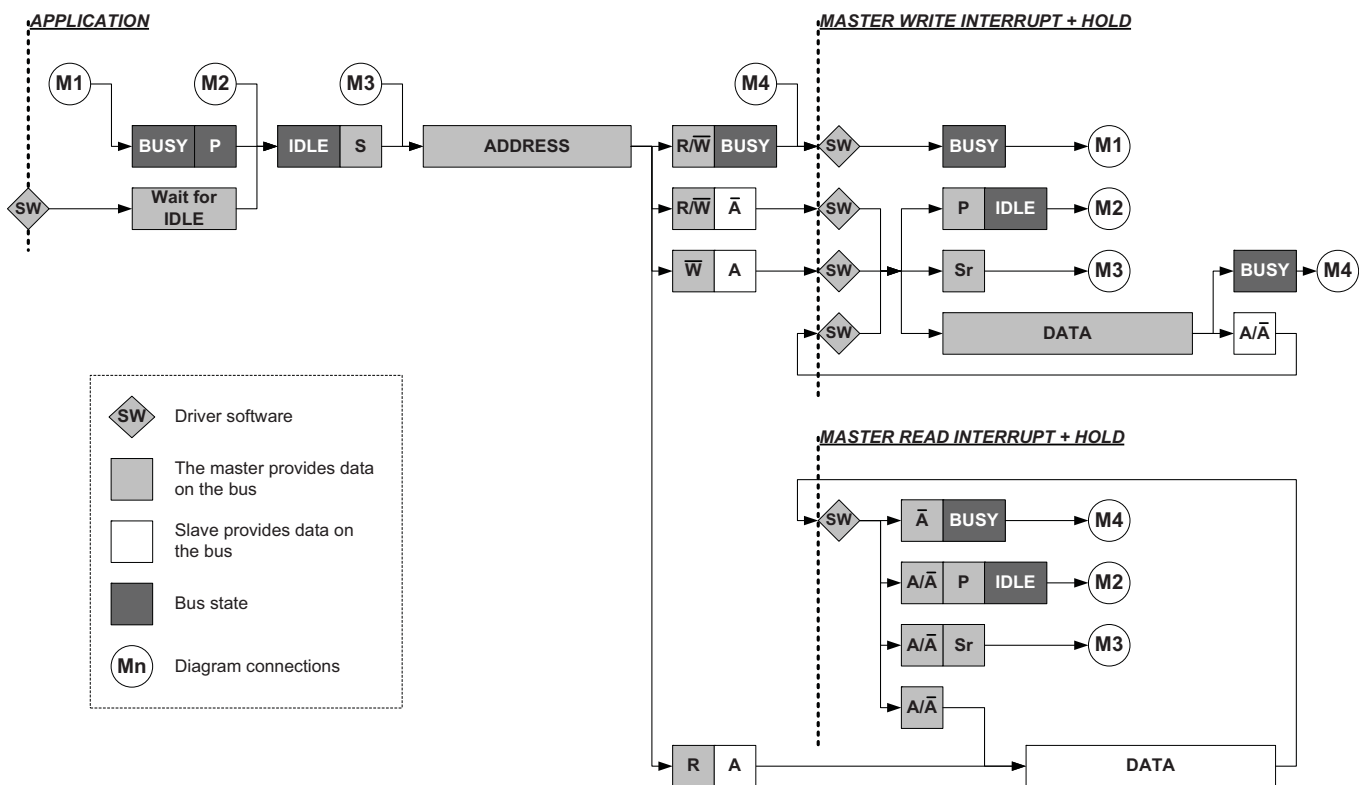 APPLICATION
MASTER WRITE INTERRUPT + HOLD
M1
M2
M3
M4
BUSY P
IDLE S
ADDRESS
R/W̅ BUSY
SW
BUSY
M1
SW
Wait for
IDLE
R/W̅ A̅
SW
P IDLE
M2
W̅ A
SW
Sr
M3
BUSY
M4
SW
DATA
A/A̅
SW
Driver software
The master provides data
on the bus
Slave provides data on
the bus
Bus state
Mn
Diagram connections
MASTER READ INTERRUPT + HOLD
SW
A̅ BUSY
M4
A/A̅ P IDLE
M2
A/A̅ Sr
M3
A/A̅
R A
DATA